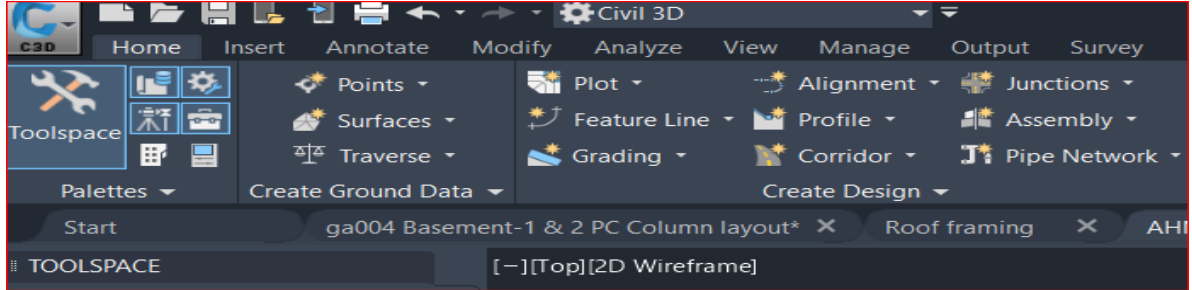 Civil 3D
C3D Home Insert Annotate Modify Analyze View Manage Output Survey
Points Plot Alignment Junctions
Toolspace Surfaces Feature Line Profile Assembly
Traverse Grading Corridor Pipe Network
Palettes Create Ground Data Create Design
Start ga004 Basement-1 & 2 PC Column layout* Roof framing
TOOLSPACE [−][Top][2D Wireframe]